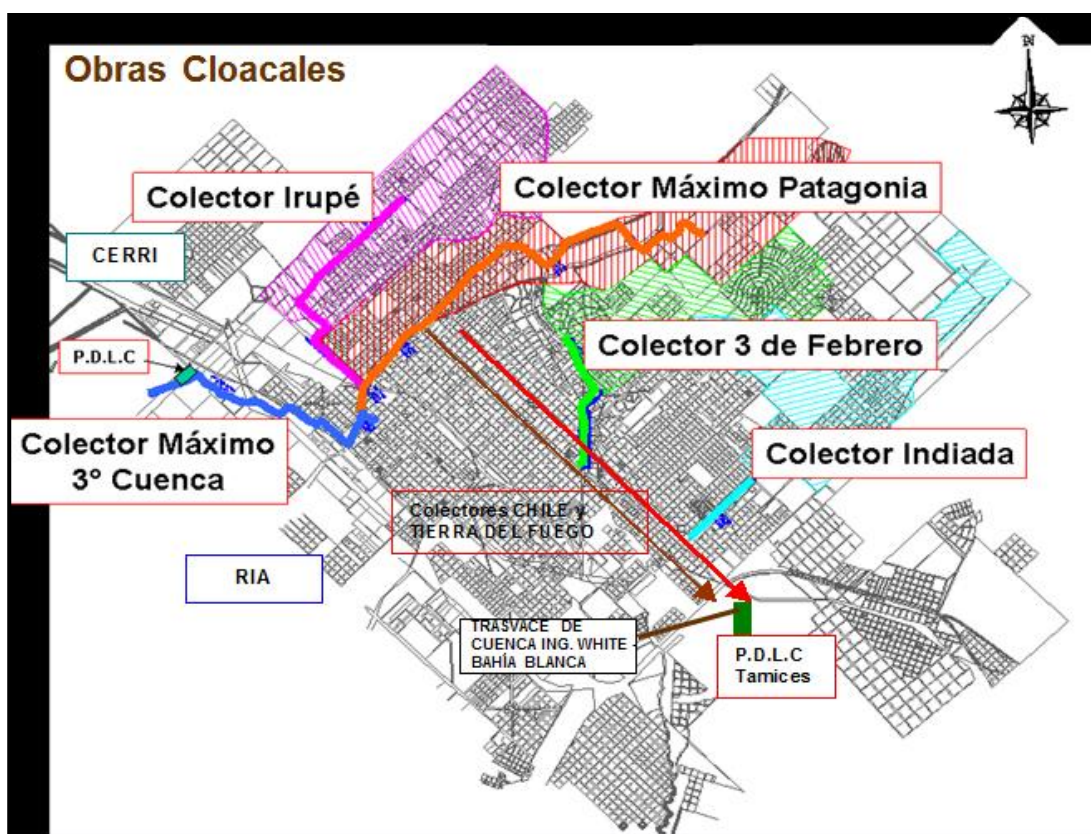 Obras Cloacales
N
Colector Irupé
Colector Máximo Patagonia
CERRI
Colector 3 de Febrero
P.D.L.C
Colector Máximo
3º Cuenca
Colector Indiada
Colectores CHILE y
TIERRA DEL FUEGO
RIA
TRASVACE DE
CUENCA ING. WHITE
BAHÍA BLANCA
P.D.L.C
Tamices